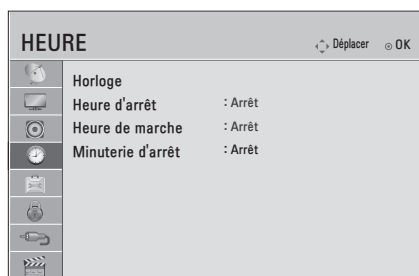 HEURE
Déplacer OK
Horloge
Heure d'arrêt : Arrêt
Heure de marche : Arrêt
Minuterie d'arrêt : Arrêt